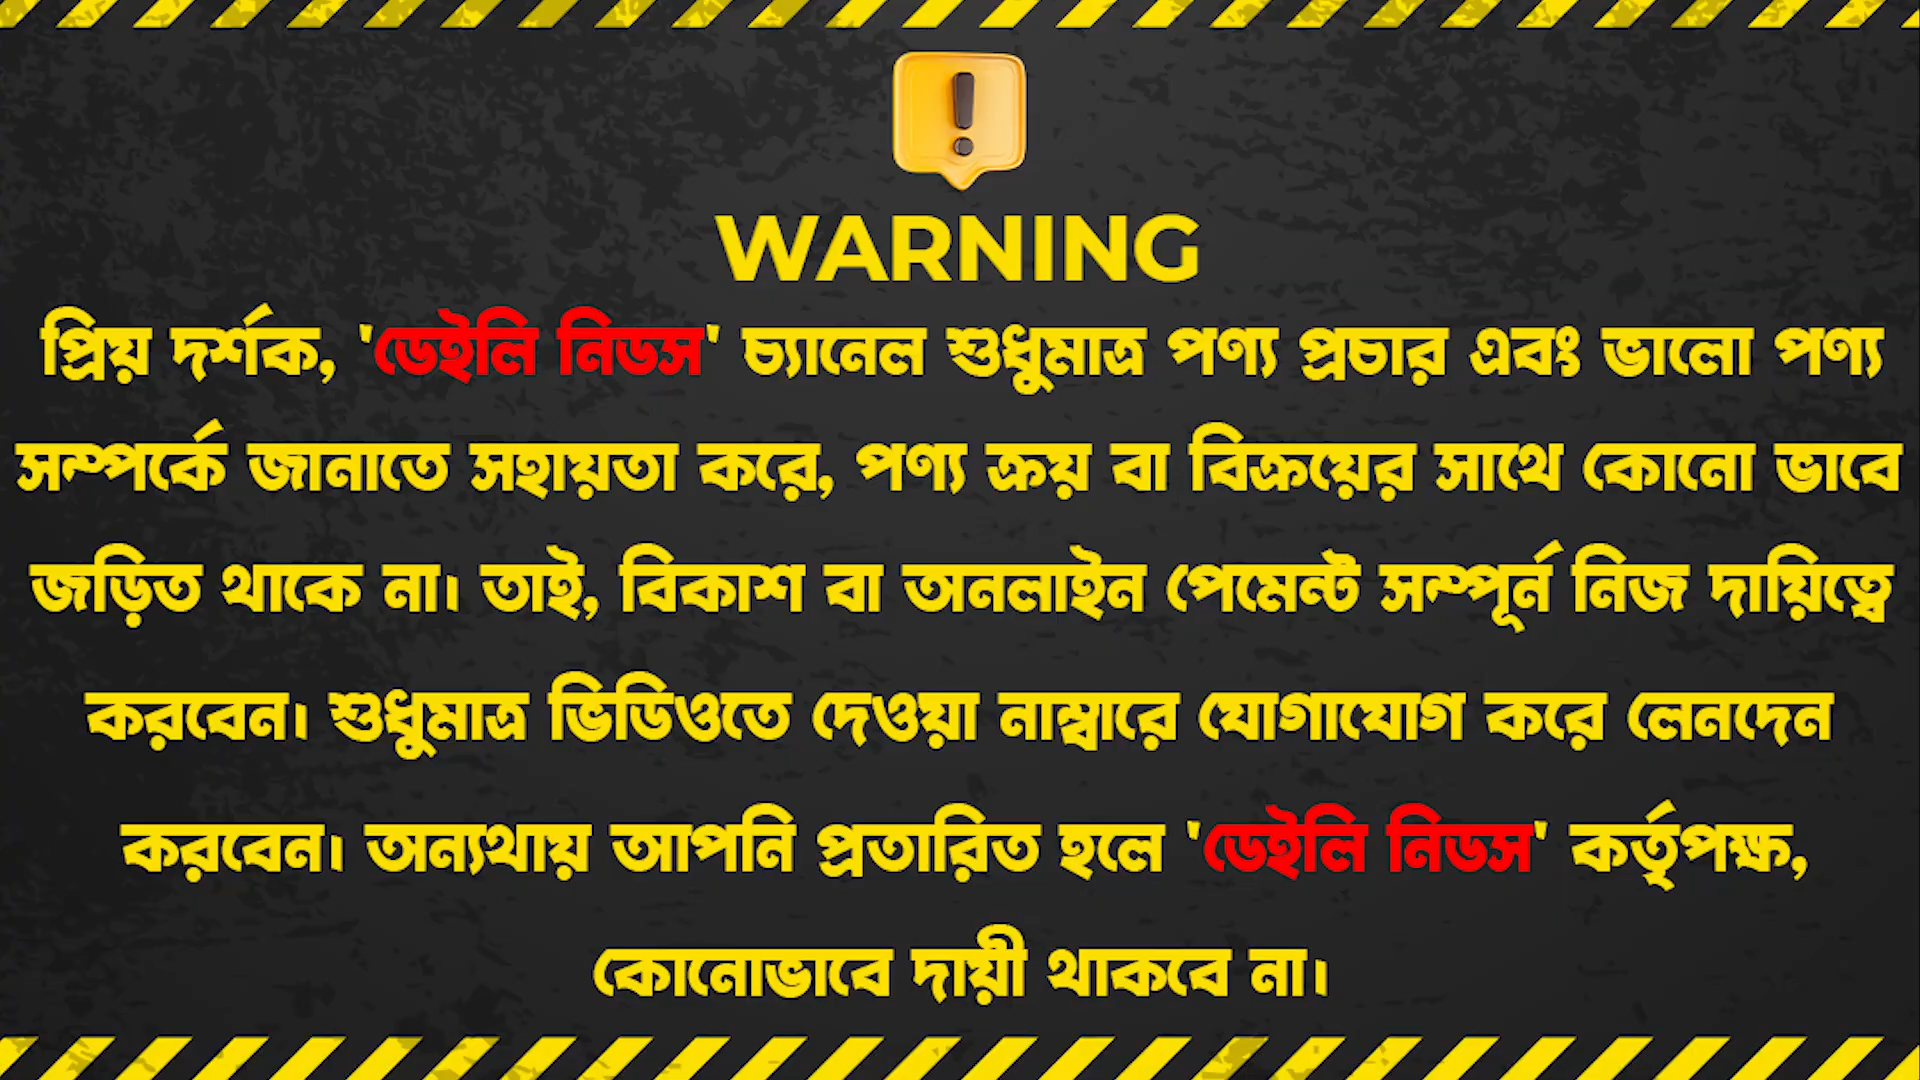 WARNING
প্রিয় দর্শক, 'ডেইলি নিডস' চ্যানেল শুধুমাত্র পণ্য প্রচার এবং ভালো পণ্য
সম্পর্কে জানাতে সহায়তা করে, পণ্য ক্রয় বা বিক্রয়ের সাথে কোনো ভাবে
জড়িত থাকে না। তাই, বিকাশ বা অনলাইন পেমেন্ট সম্পূর্ন নিজ দায়িত্বে
করবেন। শুধুমাত্র ভিডিওতে দেওয়া নাম্বারে যোগাযোগ করে লেনদেন
করবেন। অন্যথায় আপনি প্রতারিত হলে 'ডেইলি নিডস' কর্তৃপক্ষ,
কোনোভাবে দায়ী থাকবে না।